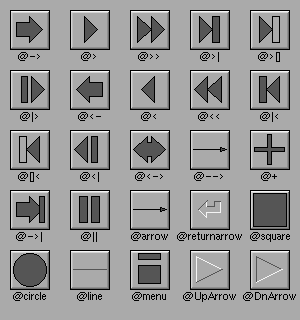 @-> @> @>> @>| @>[]
@|> @<- @< @<< @|<
@[]< @<| @<-> @--> @+
@->| @|| @arrow @returnarrow @square
@circle @line @menu @UpArrow @DnArrow